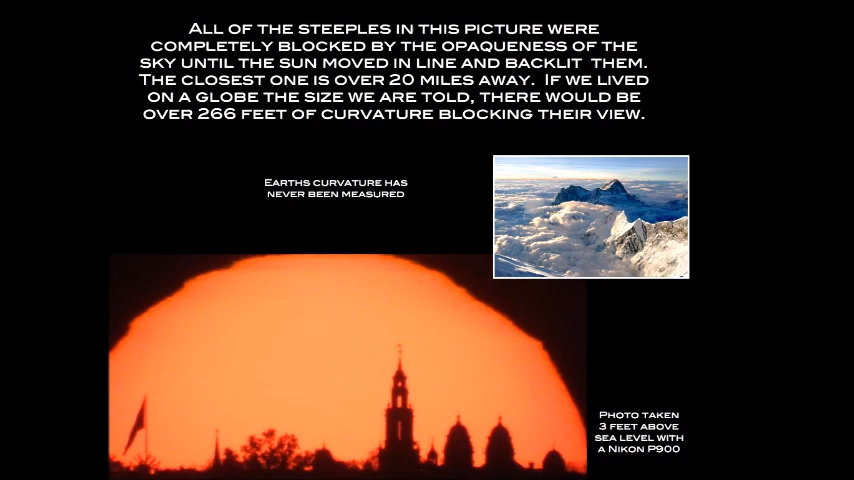 ALL OF THE STEEPLES IN THIS PICTURE WERE
COMPLETELY BLOCKED BY THE OPAQUENESS OF THE
SKY UNTIL THE SUN MOVED IN LINE AND BACKLIT THEM.
THE CLOSEST ONE IS OVER 20 MILES AWAY. IF WE LIVED
ON A GLOBE THE SIZE WE ARE TOLD, THERE WOULD BE
OVER 266 FEET OF CURVATURE BLOCKING THEIR VIEW.
EARTHS CURVATURE HAS
NEVER BEEN MEASURED
PHOTO TAKEN
3 FEET ABOVE
SEA LEVEL WITH
A NIKON P900